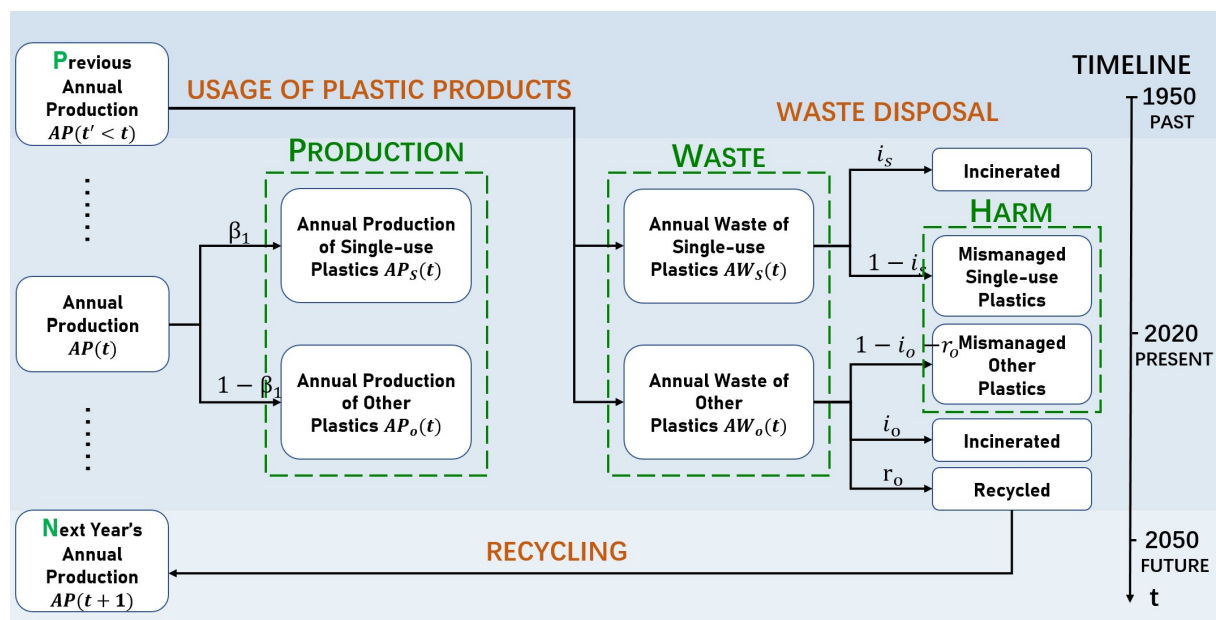 Previous
Annual
Production
AP(t′ < t)
USAGE OF PLASTIC PRODUCTS
WASTE DISPOSAL
TIMELINE
1950
PAST
PRODUCTION
WASTE
β₁
Annual Production
of Single-use
Plastics AP_S(t)
Annual Waste of
Single-use
Plastics AW_S(t)
i_s
Incinerated
HARM
1 − i_s
Mismanaged
Single-use
Plastics
Annual
Production
AP(t)
1 − β₁
Annual Production
of Other
Plastics AP_o(t)
Annual Waste of
Other
Plastics AW_o(t)
1 − i_o − r_o
Mismanaged
Other
Plastics
2020
PRESENT
i_o
Incinerated
r_o
Recycled
Next Year's
Annual
Production
AP(t + 1)
RECYCLING
2050
FUTURE
t